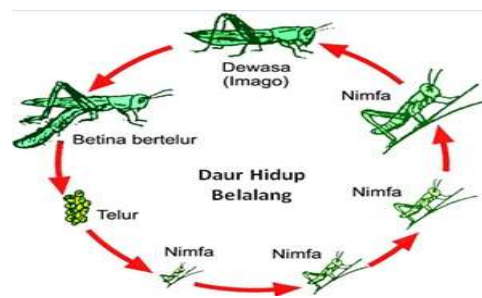 Dewasa
(Imago)
Nimfa
Betina bertelur
Daur Hidup
Belalang
Nimfa
Telur
Nimfa
Nimfa